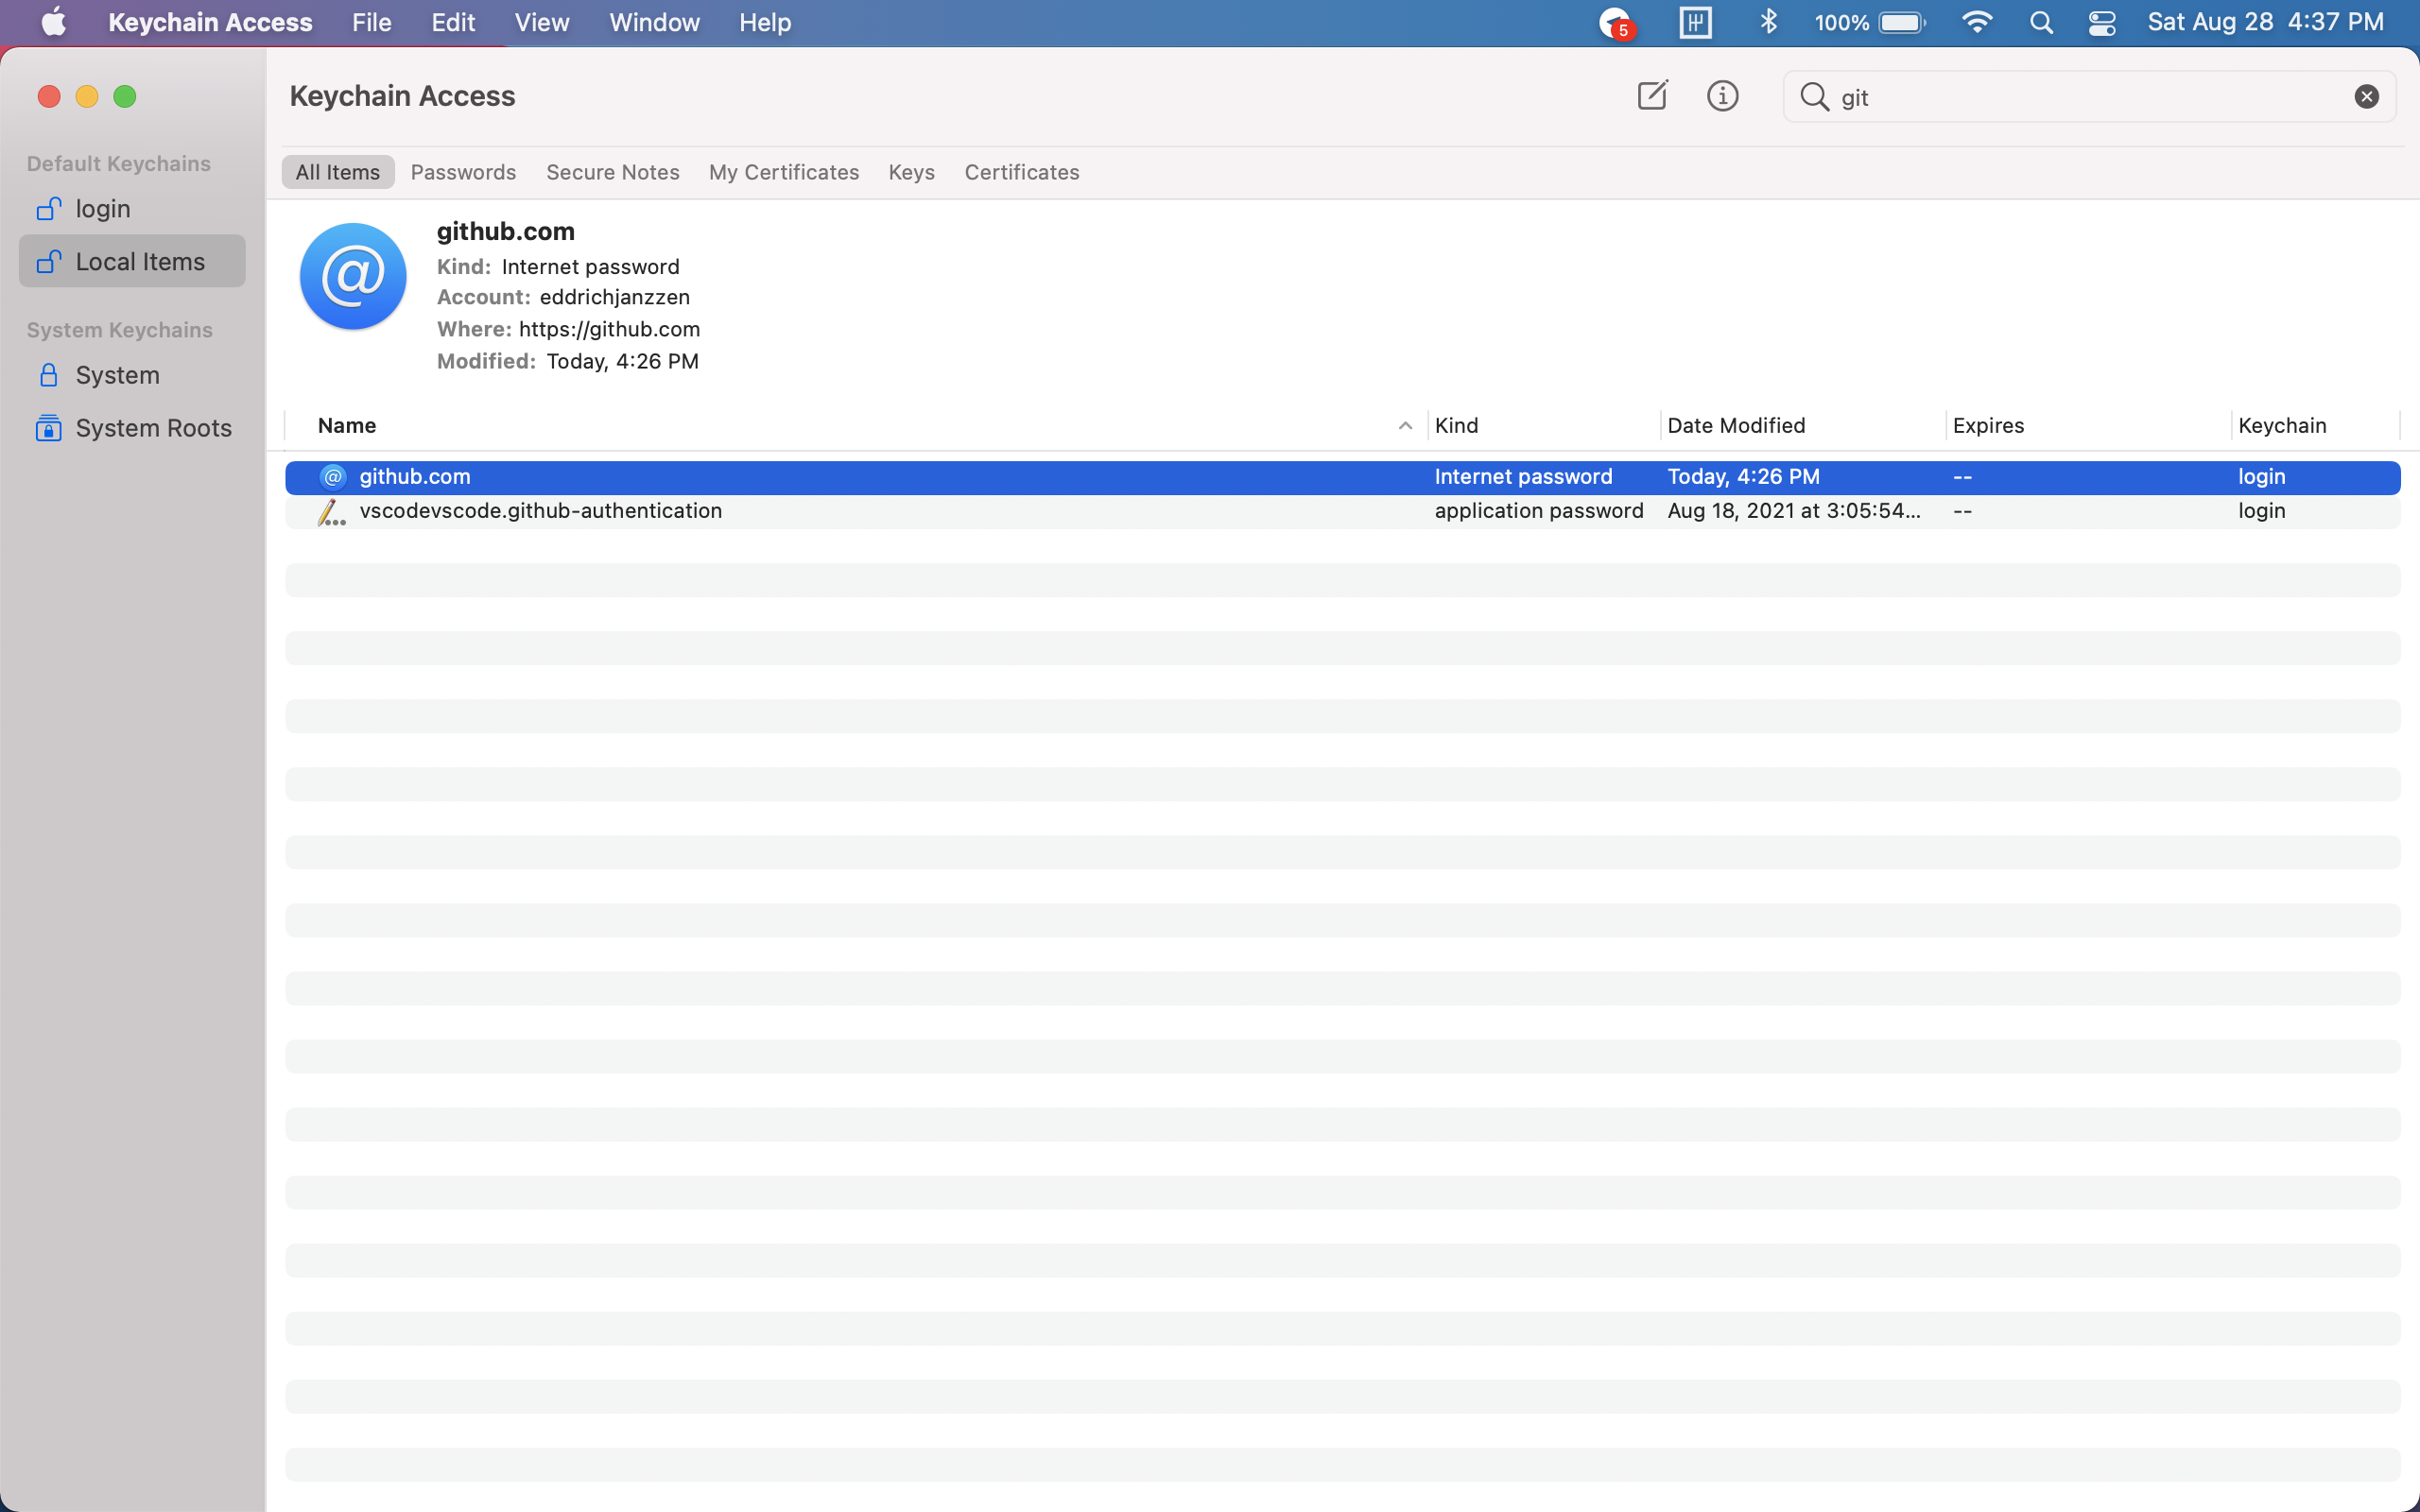 Keychain Access File Edit View Window Help 5 100% Sat Aug 28 4:37 PM
Keychain Access git
Default Keychains
login
Local Items
System Keychains
System
System Roots
All Items Passwords Secure Notes My Certificates Keys Certificates
github.com
Kind: Internet password
Account: eddrichjanzzen
Where: https://github.com
Modified: Today, 4:26 PM
Name Kind Date Modified Expires Keychain
github.com Internet password Today, 4:26 PM -- login
vscodevscode.github-authentication application password Aug 18, 2021 at 3:05:54... -- login